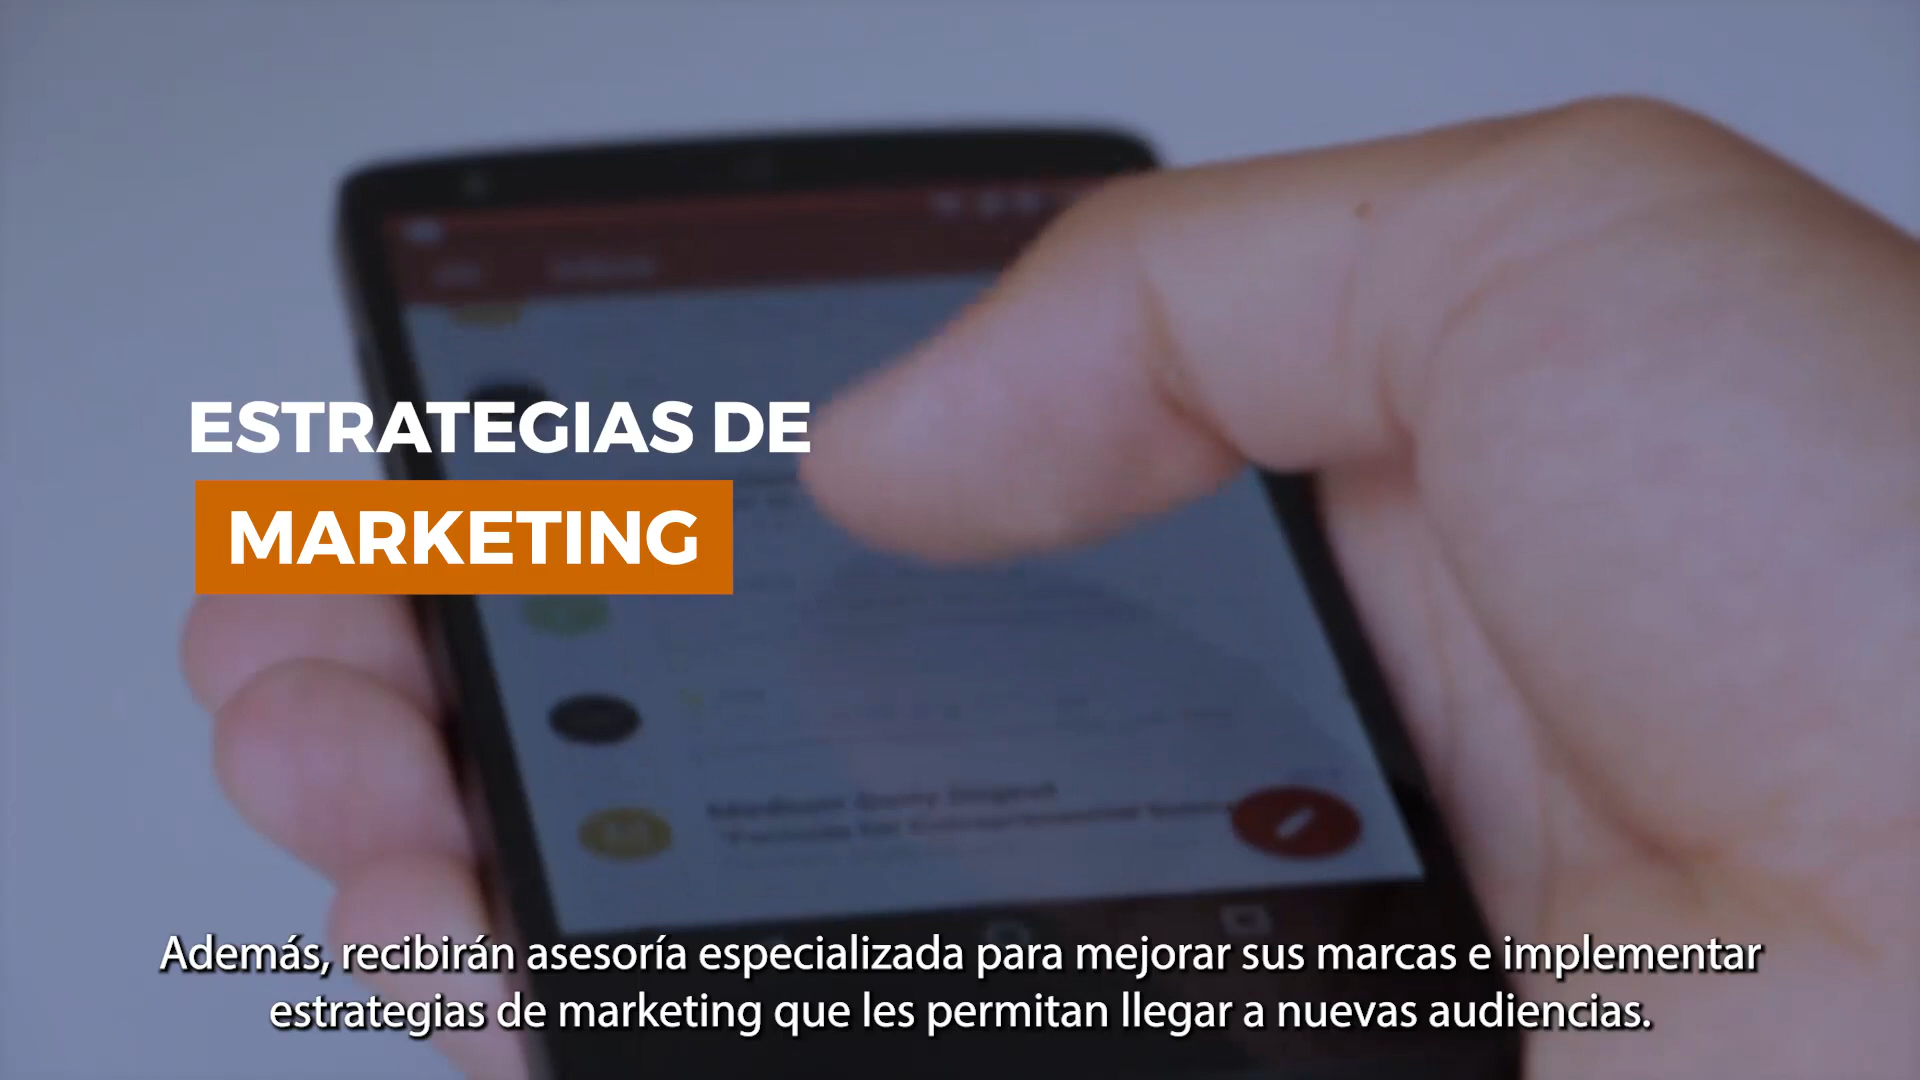 ESTRATEGIAS DE
MARKETING
Además, recibirán asesoría especializada para mejorar sus marcas e implementar
estrategias de marketing que les permitan llegar a nuevas audiencias.